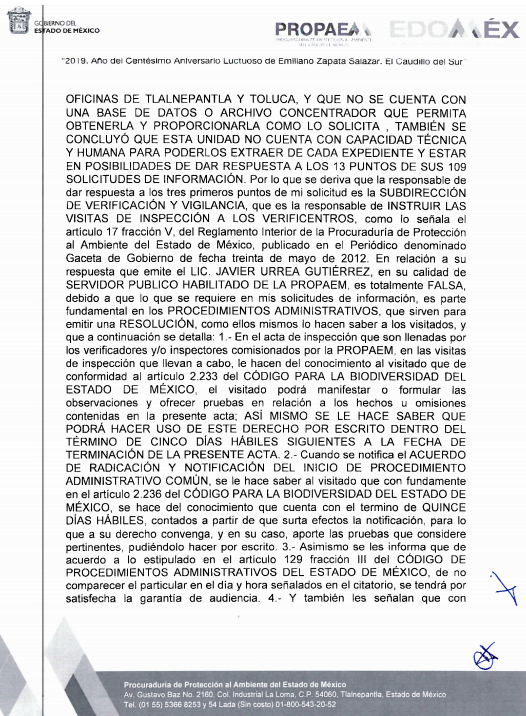 GOBIERNO DEL
ESTADO DE MÉXICO
PROPAEM
EDOMÉX
"2019. Año del Centésimo Aniversario Luctuoso de Emiliano Zapata Salazar. El Caudillo del Sur"
OFICINAS DE TLALNEPANTLA Y TOLUCA, Y QUE NO SE CUENTA CON
UNA BASE DE DATOS O ARCHIVO CONCENTRADOR QUE PERMITA
OBTENERLA Y PROPORCIONARLA COMO LO SOLICITA , TAMBIÉN SE
CONCLUYÓ QUE ESTA UNIDAD NO CUENTA CON CAPACIDAD TÉCNICA
Y HUMANA PARA PODERLOS EXTRAER DE CADA EXPEDIENTE Y ESTAR
EN POSIBILIDADES DE DAR RESPUESTA A LOS 13 PUNTOS DE SUS 109
SOLICITUDES DE INFORMACIÓN. Por lo que se deriva que la responsable de
dar respuesta a los tres primeros puntos de mi solicitud es la SUBDIRECCIÓN
DE VERIFICACIÓN Y VIGILANCIA, que es la responsable de INSTRUIR LAS
VISITAS DE INSPECCIÓN A LOS VERIFICENTROS, como lo señala el
artículo 17 fracción V, del Reglamento Interior de la Procuraduría de Protección
al Ambiente del Estado de México, publicado en el Periódico denominado
Gaceta de Gobierno de fecha treinta de mayo de 2012. En relación a su
respuesta que emite el LIC. JAVIER URREA GUTIÉRREZ, en su calidad de
SERVIDOR PUBLICO HABILITADO DE LA PROPAEM, es totalmente FALSA,
debido a que lo que se requiere en mis solicitudes de información, es parte
fundamental en los PROCEDIMIENTOS ADMINISTRATIVOS, que sirven para
emitir una RESOLUCIÓN, como ellos mismos lo hacen saber a los visitados, y
que a continuación se detalla: 1.- En el acta de inspección que son llenadas por
los verificadores y/o inspectores comisionados por la PROPAEM, en las visitas
de inspección que llevan a cabo, le hacen del conocimiento al visitado que de
conformidad al artículo 2.233 del CÓDIGO PARA LA BIODIVERSIDAD DEL
ESTADO DE MÉXICO, el visitado podrá manifestar o formular las
observaciones y ofrecer pruebas en relación a los hechos u omisiones
contenidas en la presente acta; ASÍ MISMO SE LE HACE SABER QUE
PODRÁ HACER USO DE ESTE DERECHO POR ESCRITO DENTRO DEL
TÉRMINO DE CINCO DÍAS HÁBILES SIGUIENTES A LA FECHA DE
TERMINACIÓN DE LA PRESENTE ACTA. 2.- Cuando se notifica el ACUERDO
DE RADICACIÓN Y NOTIFICACIÓN DEL INICIO DE PROCEDIMIENTO
ADMINISTRATIVO COMÚN, se le hace saber al visitado que con fundamente
en el artículo 2.236 del CÓDIGO PARA LA BIODIVERSIDAD DEL ESTADO DE
MÉXICO, se hace del conocimiento que cuenta con el termino de QUINCE
DÍAS HÁBILES, contados a partir de que surta efectos la notificación, para lo
que a su derecho convenga, y en su caso, aporte las pruebas que considere
pertinentes, pudiéndolo hacer por escrito. 3.- Asimismo se les informa que de
acuerdo a lo estipulado en el artículo 129 fracción III del CÓDIGO DE
PROCEDIMIENTOS ADMINISTRATIVOS DEL ESTADO DE MÉXICO, de no
comparecer el particular en el día y hora señalados en el citatorio, se tendrá por
satisfecha la garantía de audiencia. 4.- Y también les señalan que con
Procuraduría de Protección al Ambiente del Estado de México
Av. Gustavo Baz No. 2160, Col. Industrial La Loma, C.P. 54060, Tlalnepantla, Estado de México
Tel. (01 55) 5366 8253 y 54 Lada (Sin costo) 01-800-543-20-52